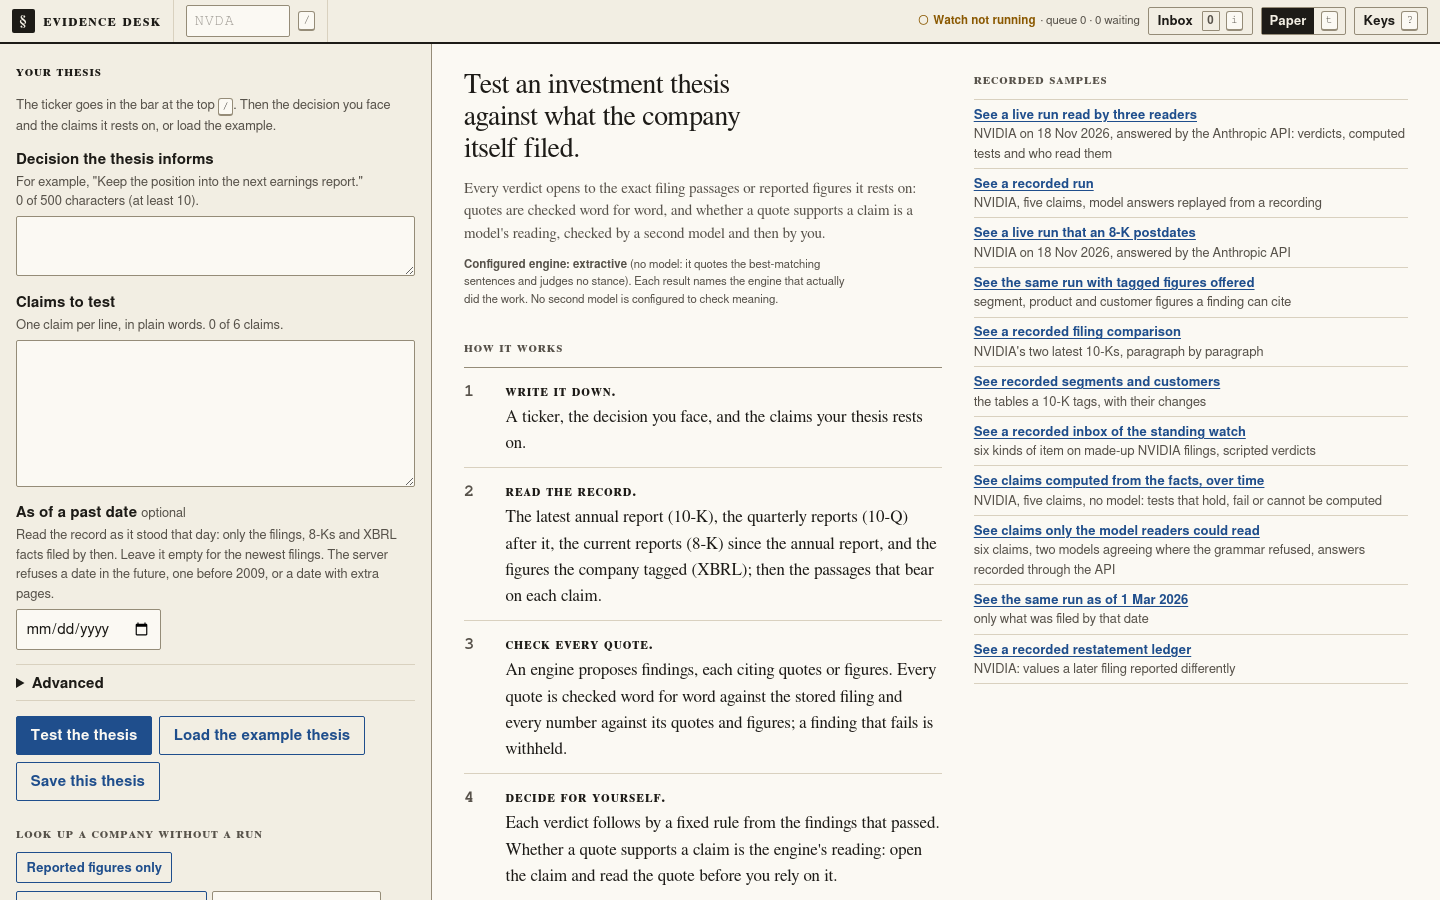 § EVIDENCE DESK NVDA / Watch not running · queue 0 · 0 waiting Inbox 0 i Paper t Keys ?
YOUR THESIS
The ticker goes in the bar at the top / . Then the decision you face
and the claims it rests on, or load the example.
Decision the thesis informs
For example, "Keep the position into the next earnings report."
0 of 500 characters (at least 10).
Claims to test
One claim per line, in plain words. 0 of 6 claims.
As of a past date optional
Read the record as it stood that day: only the filings, 8-Ks and XBRL
facts filed by then. Leave it empty for the newest filings. The server
refuses a date in the future, one before 2009, or a date with extra
pages.
mm/dd/yyyy
Advanced
Test the thesis Load the example thesis
Save this thesis
LOOK UP A COMPANY WITHOUT A RUN
Reported figures only
Test an investment thesis
against what the company
itself filed.
Every verdict opens to the exact filing passages or reported figures it rests on:
quotes are checked word for word, and whether a quote supports a claim is a
model's reading, checked by a second model and then by you.
Configured engine: extractive (no model: it quotes the best-matching
sentences and judges no stance). Each result names the engine that actually
did the work. No second model is configured to check meaning.
HOW IT WORKS
1 WRITE IT DOWN.
A ticker, the decision you face, and the claims your thesis rests
on.
2 READ THE RECORD.
The latest annual report (10-K), the quarterly reports (10-Q)
after it, the current reports (8-K) since the annual report, and the
figures the company tagged (XBRL); then the passages that bear
on each claim.
3 CHECK EVERY QUOTE.
An engine proposes findings, each citing quotes or figures. Every
quote is checked word for word against the stored filing and
every number against its quotes and figures; a finding that fails is
withheld.
4 DECIDE FOR YOURSELF.
Each verdict follows by a fixed rule from the findings that passed.
Whether a quote supports a claim is the engine's reading: open
the claim and read the quote before you rely on it.
RECORDED SAMPLES
See a live run read by three readers
NVIDIA on 18 Nov 2026, answered by the Anthropic API: verdicts, computed
tests and who read them
See a recorded run
NVIDIA, five claims, model answers replayed from a recording
See a live run that an 8-K postdates
NVIDIA on 18 Nov 2026, answered by the Anthropic API
See the same run with tagged figures offered
segment, product and customer figures a finding can cite
See a recorded filing comparison
NVIDIA's two latest 10-Ks, paragraph by paragraph
See recorded segments and customers
the tables a 10-K tags, with their changes
See a recorded inbox of the standing watch
six kinds of item on made-up NVIDIA filings, scripted verdicts
See claims computed from the facts, over time
NVIDIA, five claims, no model: tests that hold, fail or cannot be computed
See claims only the model readers could read
six claims, two models agreeing where the grammar refused, answers
recorded through the API
See the same run as of 1 Mar 2026
only what was filed by that date
See a recorded restatement ledger
NVIDIA: values a later filing reported differently